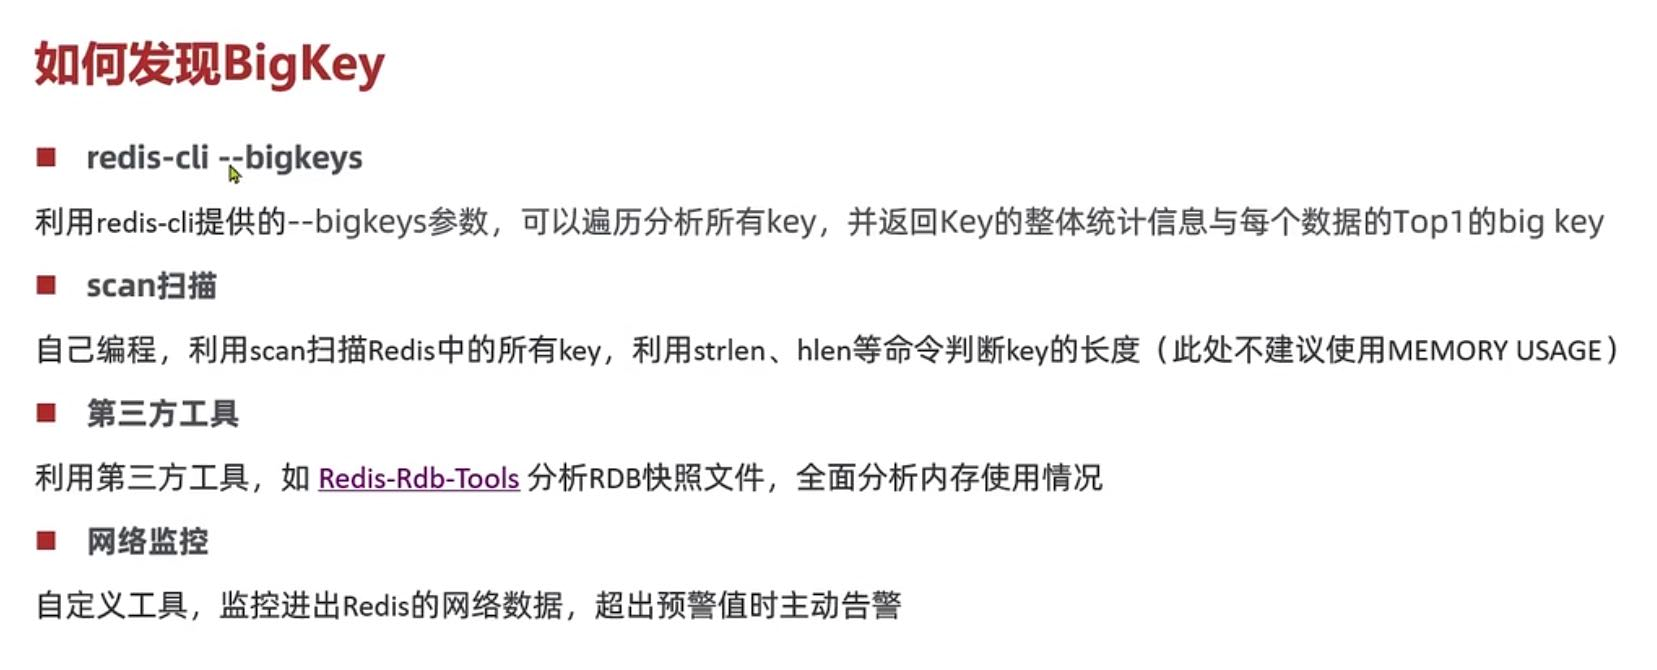 如何发现BigKey
redis-cli --bigkeys
利用redis-cli提供的--bigkeys参数，可以遍历分析所有key，并返回Key的整体统计信息与每个数据的Top1的big key
scan扫描
自己编程，利用scan扫描Redis中的所有key，利用strlen、hlen等命令判断key的长度（此处不建议使用MEMORY USAGE）
第三方工具
利用第三方工具，如 Redis-Rdb-Tools 分析RDB快照文件，全面分析内存使用情况
网络监控
自定义工具，监控进出Redis的网络数据，超出预警值时主动告警